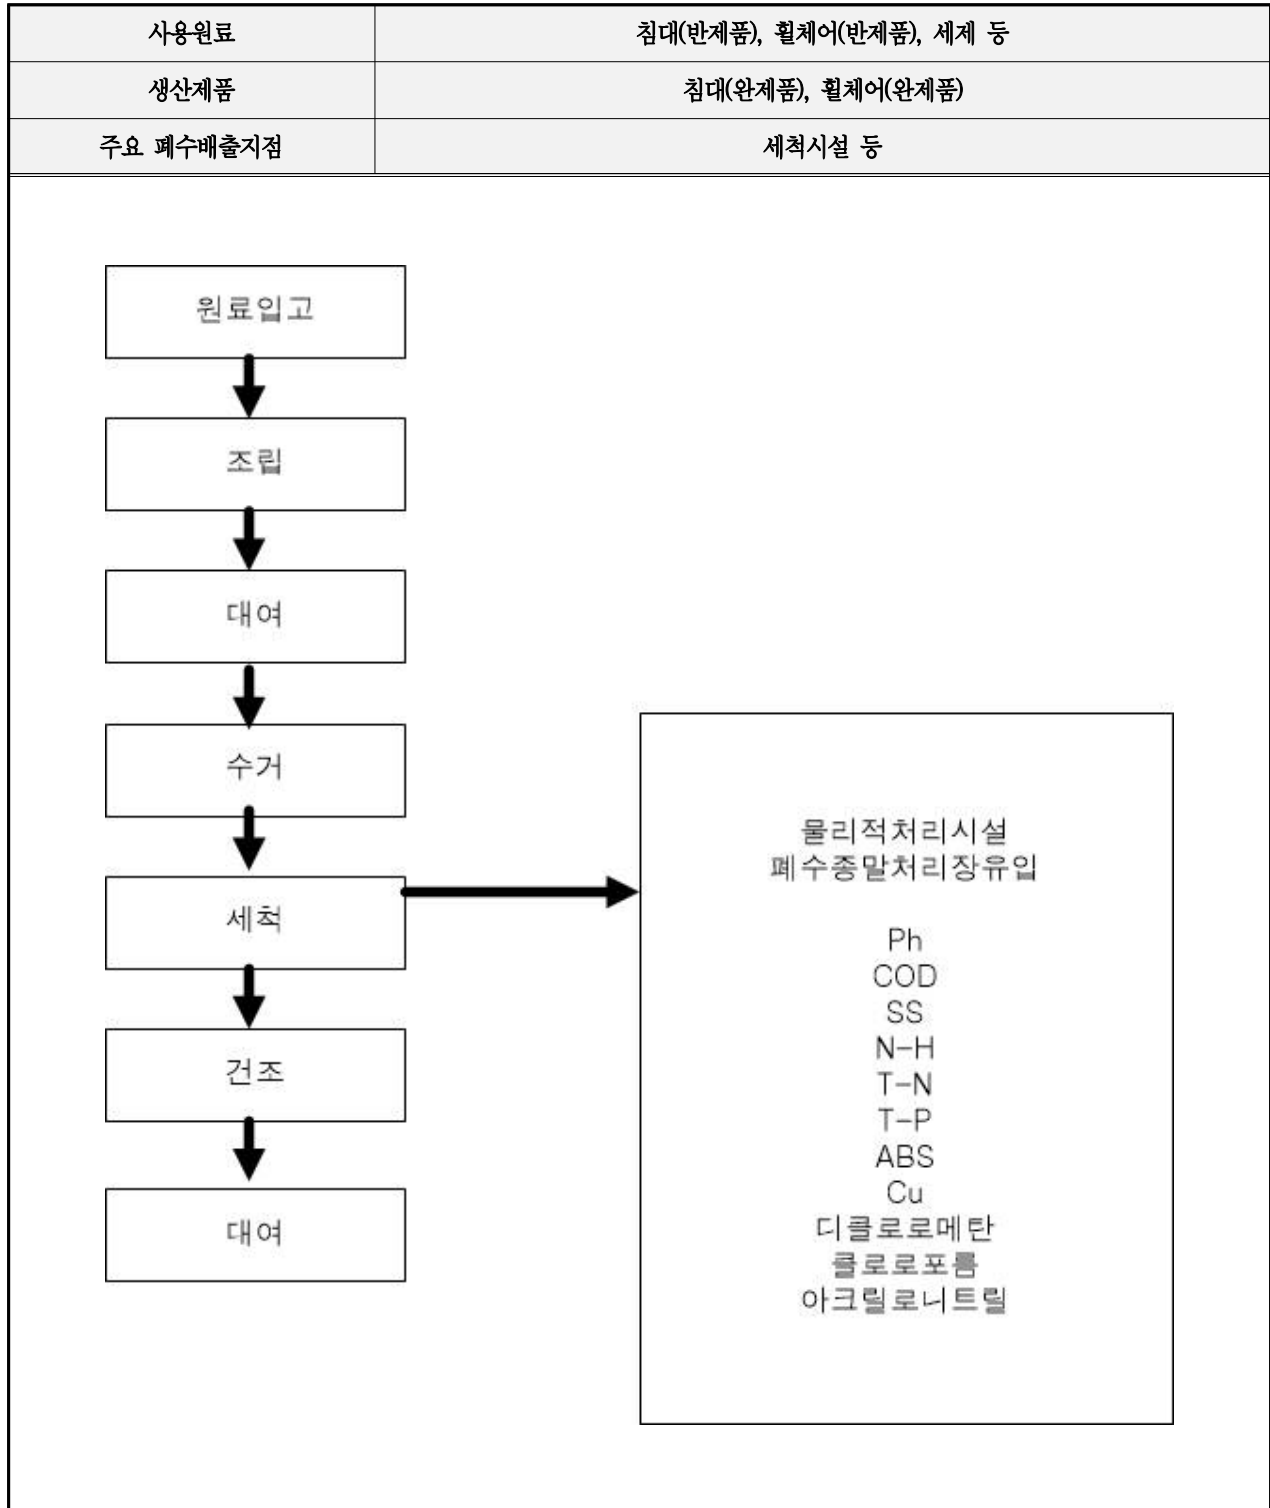 사용원료 침대(반제품), 휠체어(반제품), 세제 등
생산제품 침대(완제품), 휠체어(완제품)
주요 폐수배출지점 세척시설 등
원료입고
조립
대여
수거
세척
건조
대여
물리적처리시설
폐수종말처리장유입
Ph
COD
SS
N-H
T-N
T-P
ABS
Cu
디클로로메탄
클로로포름
아크릴로니트릴